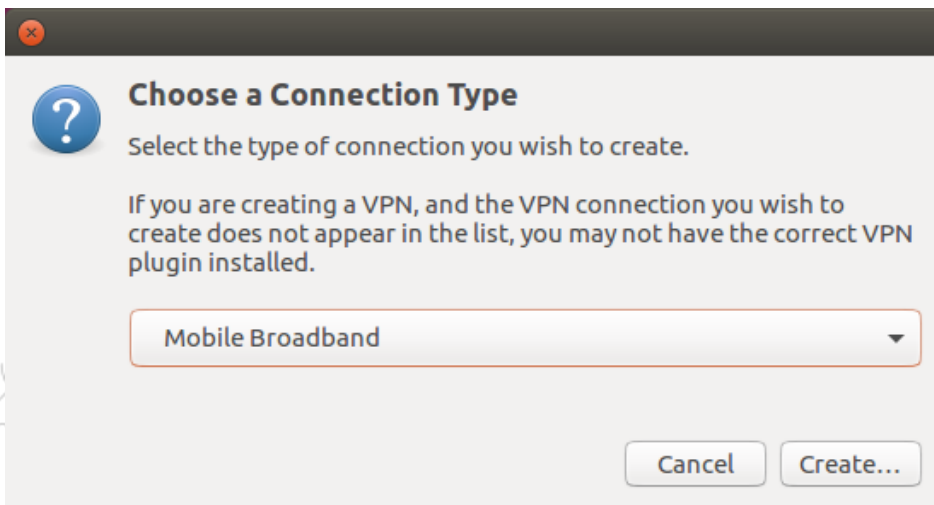 Choose a Connection Type
Select the type of connection you wish to create.
If you are creating a VPN, and the VPN connection you wish to
create does not appear in the list, you may not have the correct VPN
plugin installed.
Mobile Broadband
Cancel
Create...